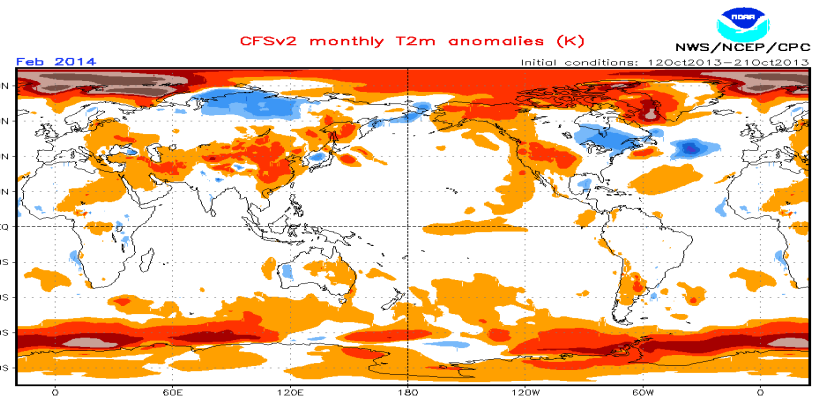 NOAA
CFSv2 monthly T2m anomalies (K)
NWS/NCEP/CPC
Feb 2014
Initial conditions: 12Oct2013–21Oct2013
N
N
N
N
EQ
S
S
S
S
0 60E 120E 180 120W 60W 0